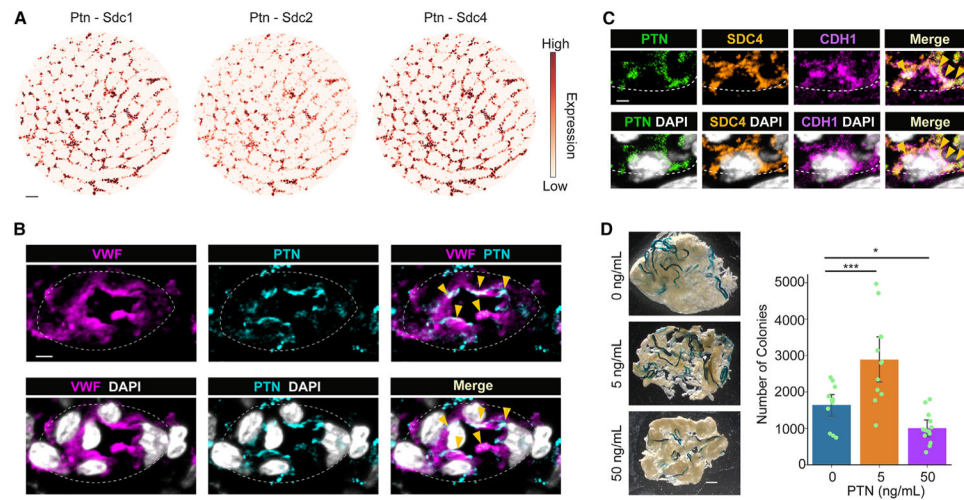 A
Ptn - Sdc1
Ptn - Sdc2
Ptn - Sdc4
High
Expression
Low
B
VWF
PTN
VWF PTN
VWF DAPI
PTN DAPI
Merge
C
PTN
SDC4
CDH1
Merge
PTN DAPI
SDC4 DAPI
CDH1 DAPI
Merge
D
0 ng/mL
5 ng/mL
50 ng/mL
*
***
Number of Colonies
5000
4000
3000
2000
1000
0
0
5
50
PTN (ng/mL)